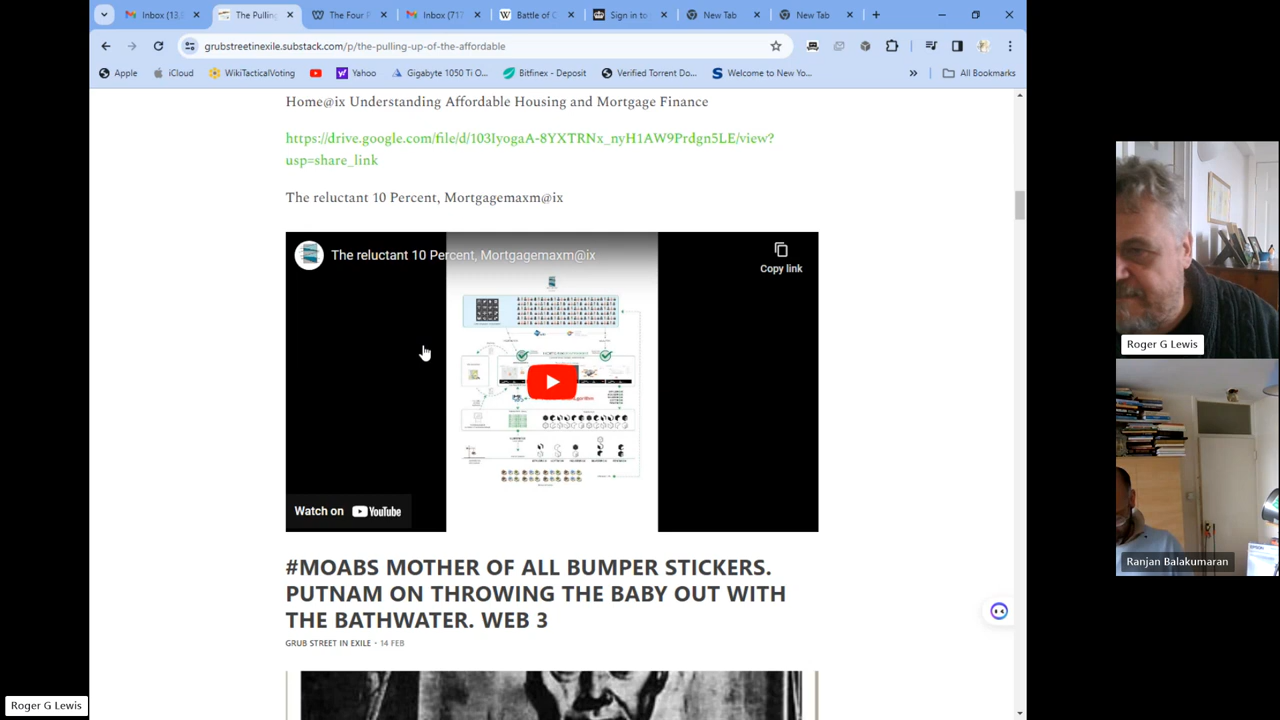 Inbox (13.
The Pulling
The Four F
Inbox (717
Battle of C
Sign in to
New Tab
New Tab
grubstreetinexile.substack.com/p/the-pulling-up-of-the-affordable
Apple
iCloud
WikiTacticalVoting
Yahoo
Gigabyte 1050 Ti O...
Bitfinex - Deposit
Verified Torrent Do...
Welcome to New Yo...
All Bookmarks
Home@ix Understanding Affordable Housing and Mortgage Finance
https://drive.google.com/file/d/103IyogaA-8YXTRNx_nyH1AW9Prdgn5LE/view?
usp=share_link
The reluctant 10 Percent, Mortgagemaxm@ix
The reluctant 10 Percent, Mortgagemaxm@ix
Copy link
Watch on YouTube
#MOABS MOTHER OF ALL BUMPER STICKERS.
PUTNAM ON THROWING THE BABY OUT WITH
THE BATHWATER. WEB 3
GRUB STREET IN EXILE · 14 FEB
Roger G Lewis
Ranjan Balakumaran
Roger G Lewis